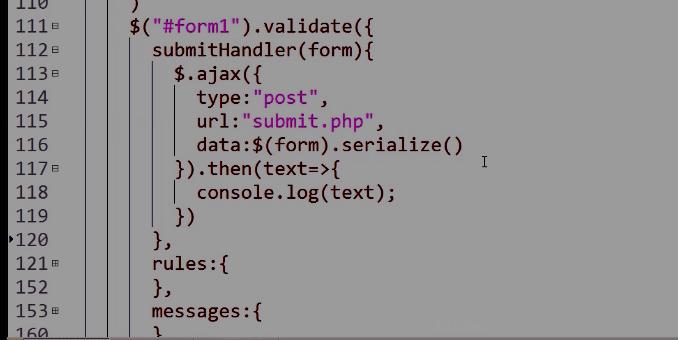 110 )
111 $("#form1").validate({
112 submitHandler(form){
113 $.ajax({
114 type:"post",
115 url:"submit.php",
116 data:$(form).serialize()
117 }).then(text=>{
118 console.log(text);
119 })
120 },
121 rules:{
152 },
153 messages:{
160 }